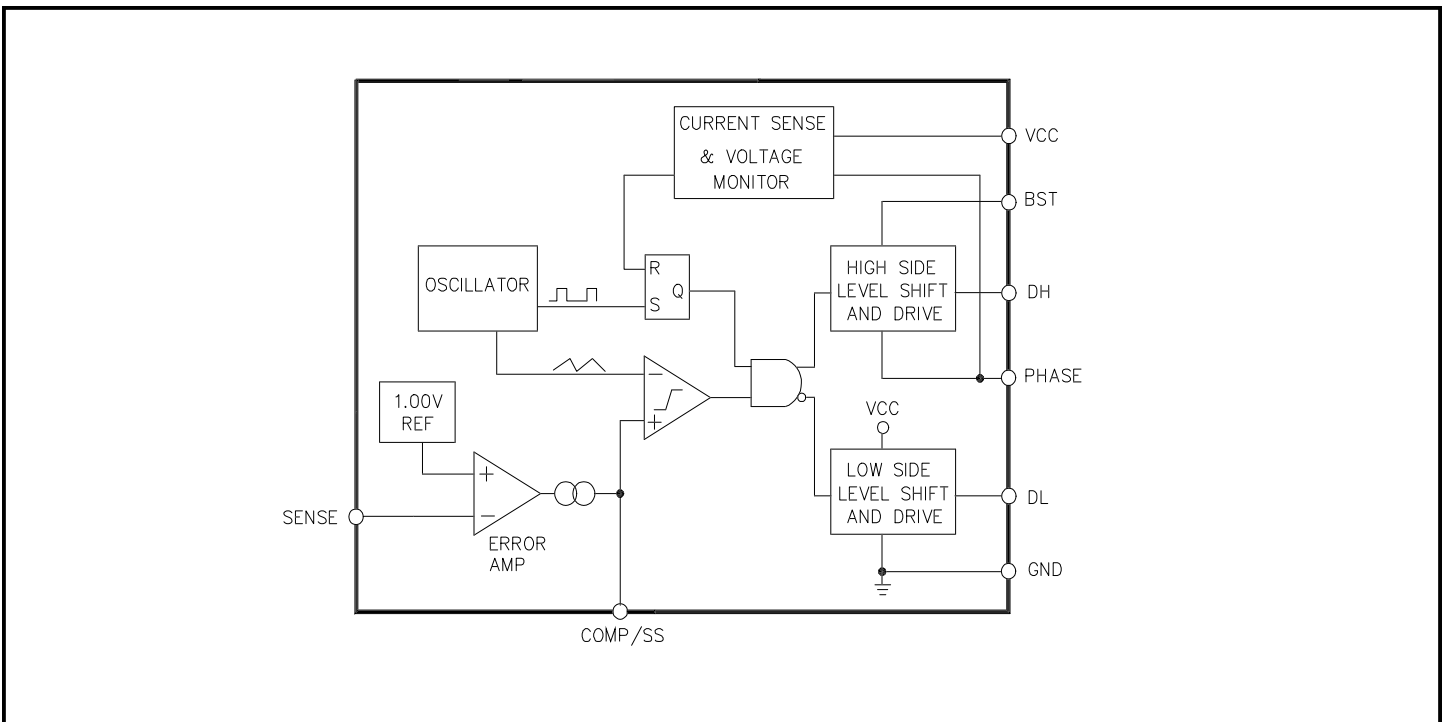 CURRENT SENSE
& VOLTAGE
MONITOR
VCC
BST
OSCILLATOR
R
S
Q
HIGH SIDE
LEVEL SHIFT
AND DRIVE
DH
PHASE
1.00V
REF
−
+
VCC
+
−
SENSE
ERROR
AMP
LOW SIDE
LEVEL SHIFT
AND DRIVE
DL
GND
COMP/SS